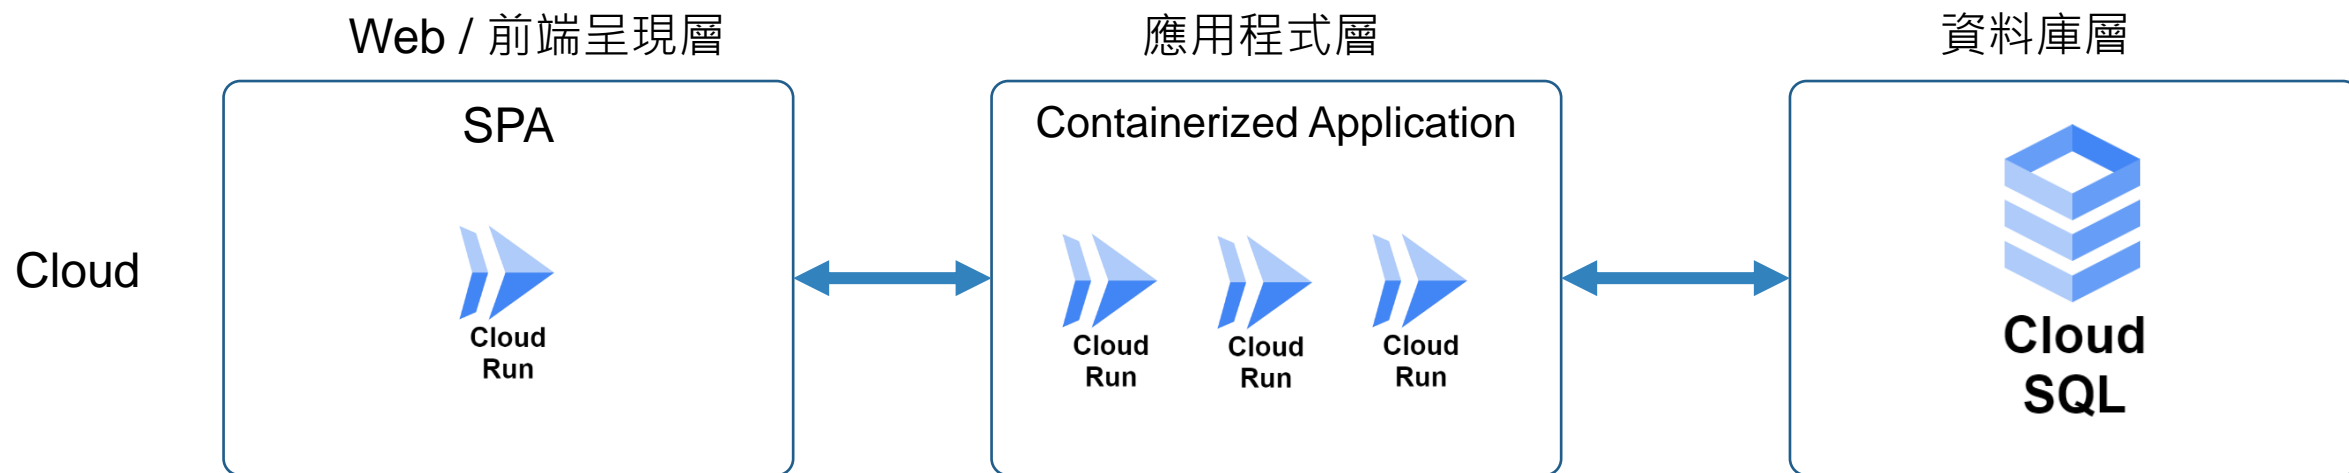 Web / 前端呈現層
應用程式層
資料庫層
SPA
Containerized Application
Cloud
Cloud
Run
Cloud
Run
Cloud
Run
Cloud
Run
Cloud
SQL